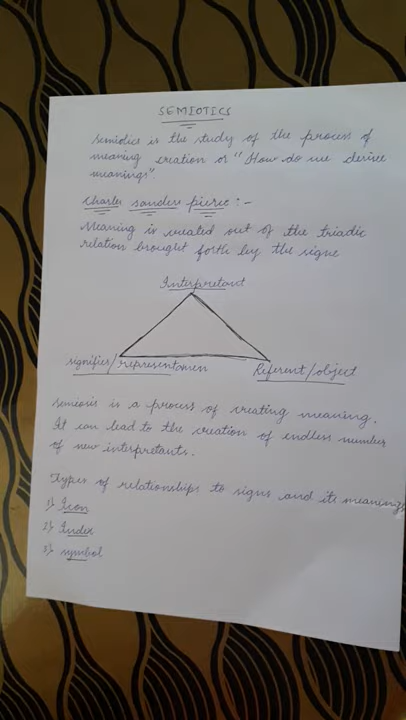 SEMIOTICS
Semiotics is the study of the process of
meaning creation or "How do we derive
meanings".
Charles sanders pierce :-
Meaning is created out of the triadic
relation brought forth by the signs
Interpretant
signifier/representamen
Referent/object
Semiosis is a process of creating meaning.
It can lead to the creation of endless number
of new interpretants.
Types of relationships to signs and its meanings
1) Icon
2) Index
3) symbol